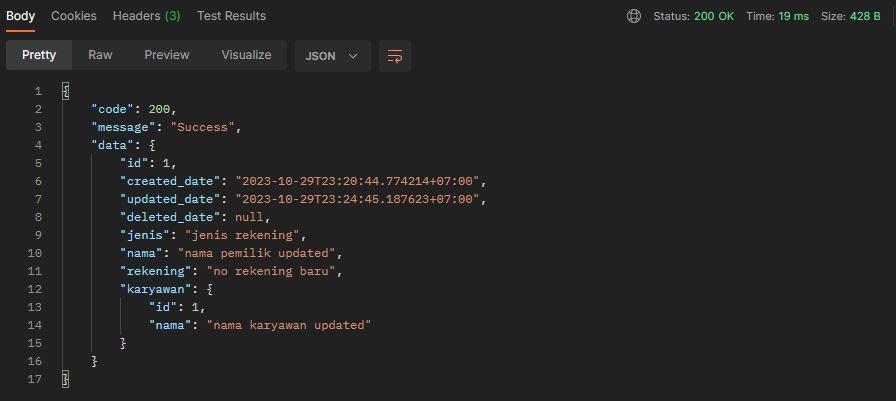 Body Cookies Headers (3) Test Results Status: 200 OK Time: 19 ms Size: 428 B
Pretty Raw Preview Visualize JSON
1 {
2 "code": 200,
3 "message": "Success",
4 "data": {
5 "id": 1,
6 "created_date": "2023-10-29T23:20:44.774214+07:00",
7 "updated_date": "2023-10-29T23:24:45.187623+07:00",
8 "deleted_date": null,
9 "jenis": "jenis rekening",
10 "nama": "nama pemilik updated",
11 "rekening": "no rekening baru",
12 "karyawan": {
13 "id": 1,
14 "nama": "nama karyawan updated"
15 }
16 }
17 }